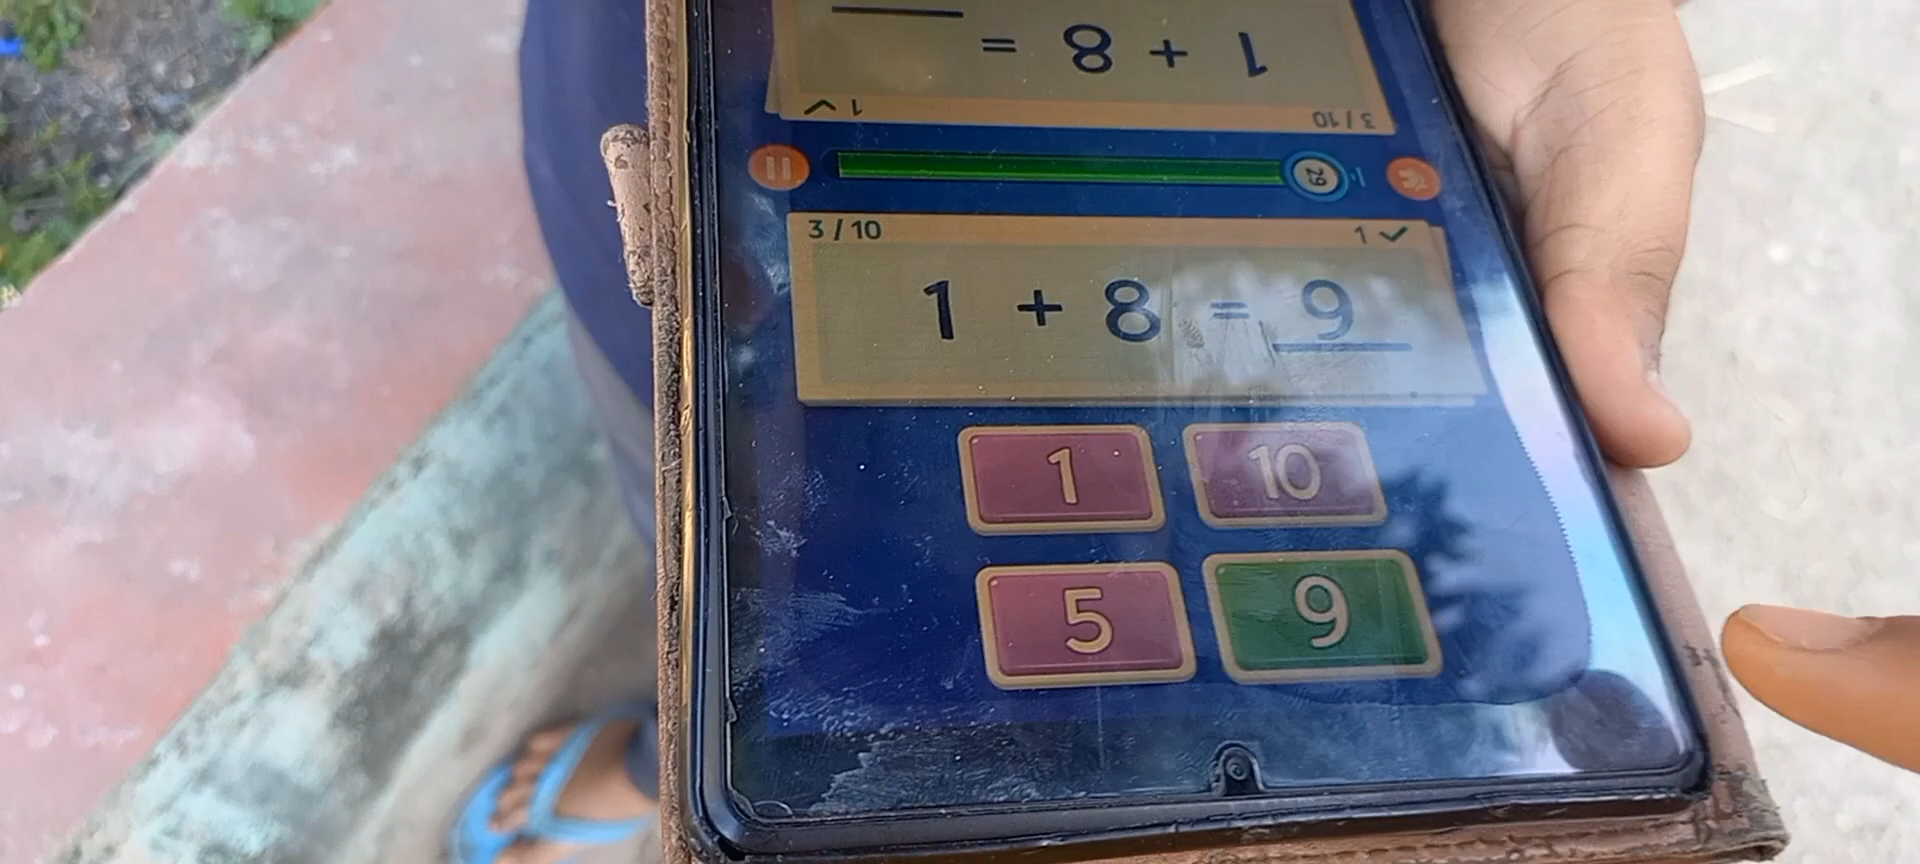 1 + 8 =
3/10 1
29
3/10 1
1 + 8 = 9
1 10
5 9